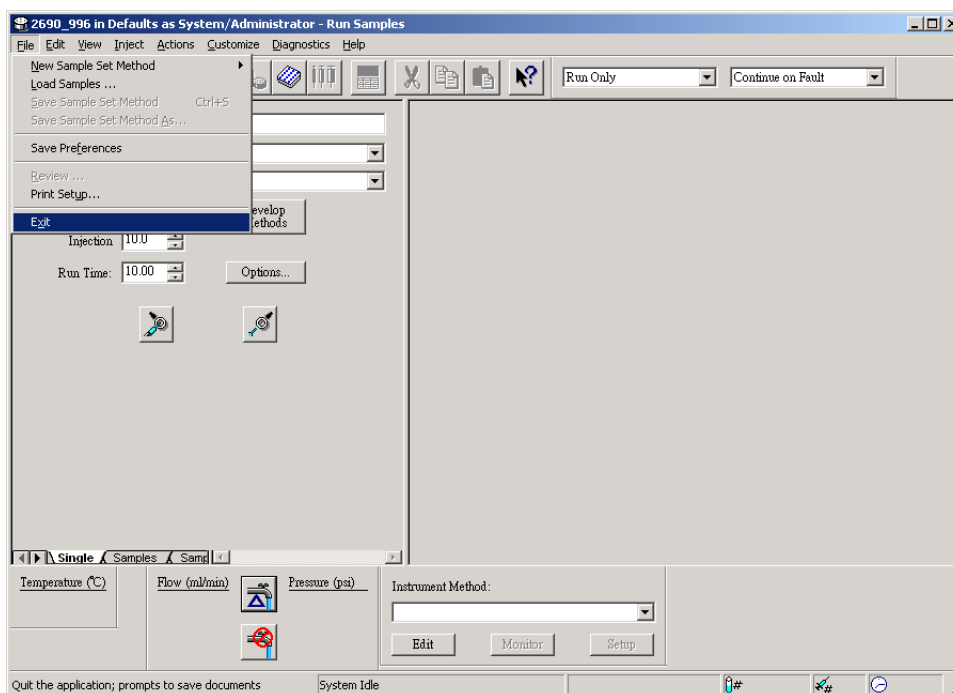 2690_996 in Defaults as System/Administrator - Run Samples
File Edit View Inject Actions Customize Diagnostics Help
New Sample Set Method
Load Samples ...
Save Sample Set Method Ctrl+S
Save Sample Set Method As...
Save Preferences
Review ...
Print Setup...
Exit
Run Only
Continue on Fault
evelop
ethods
Injection 10.0
Run Time: 10.00 Options...
Single Samples Samp
Temperature (°C) Flow (ml/min) Pressure (psi)
Instrument Method:
Edit Monitor Setup
Quit the application; prompts to save documents System Idle # #